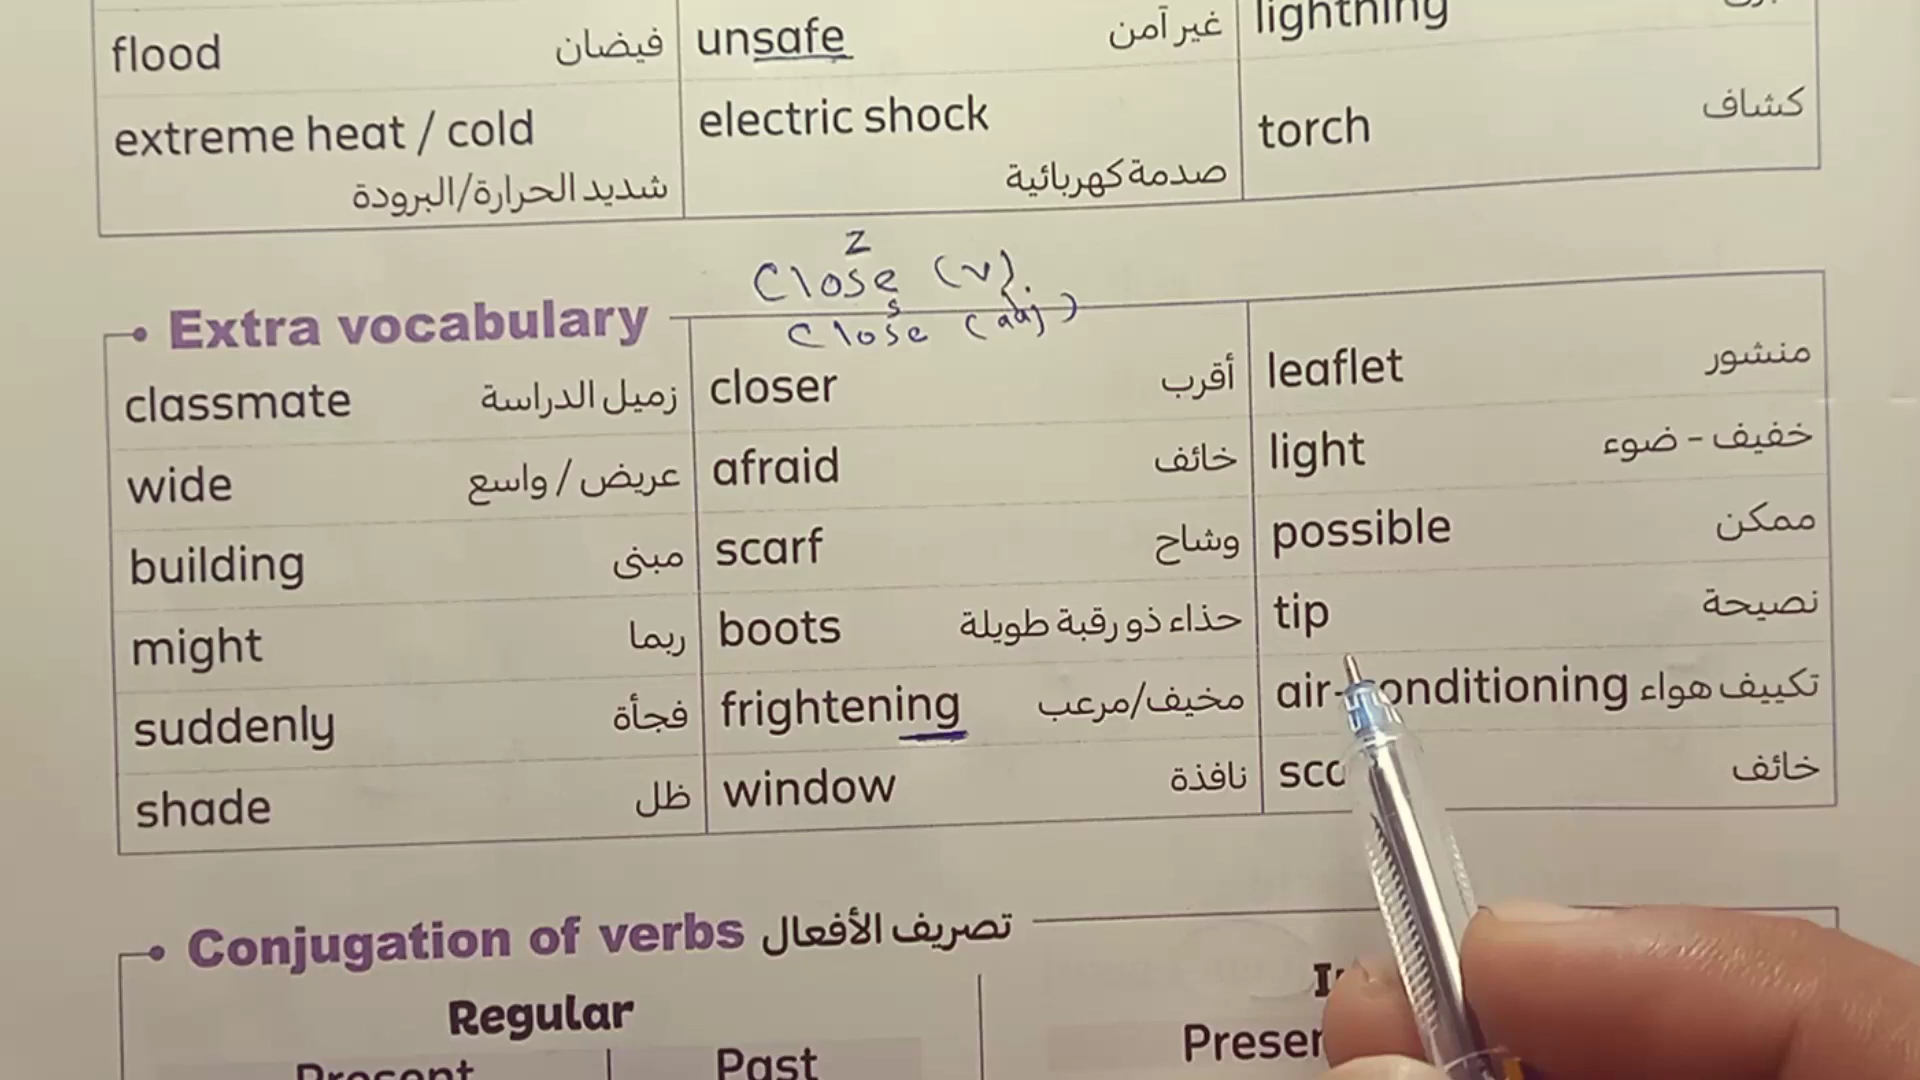 flood فيضان unsafe غير آمن lightning
extreme heat / cold electric shock torch كشاف
شديد الحرارة/البرودة صدمة كهربائية
z
Close (v).
s
Close (adj)
Extra vocabulary
classmate زميل الدراسة closer أقرب leaflet منشور
wide عريض / واسع afraid خائف light خفيف - ضوء
building مبنى scarf وشاح possible ممكن
might ربما boots حذاء ذو رقبة طويلة tip نصيحة
suddenly فجأة frightening مخيف/مرعب air-conditioning تكييف هواء
shade ظل window نافذة خائف
Conjugation of verbs تصريف الأفعال
Regular
Present Past